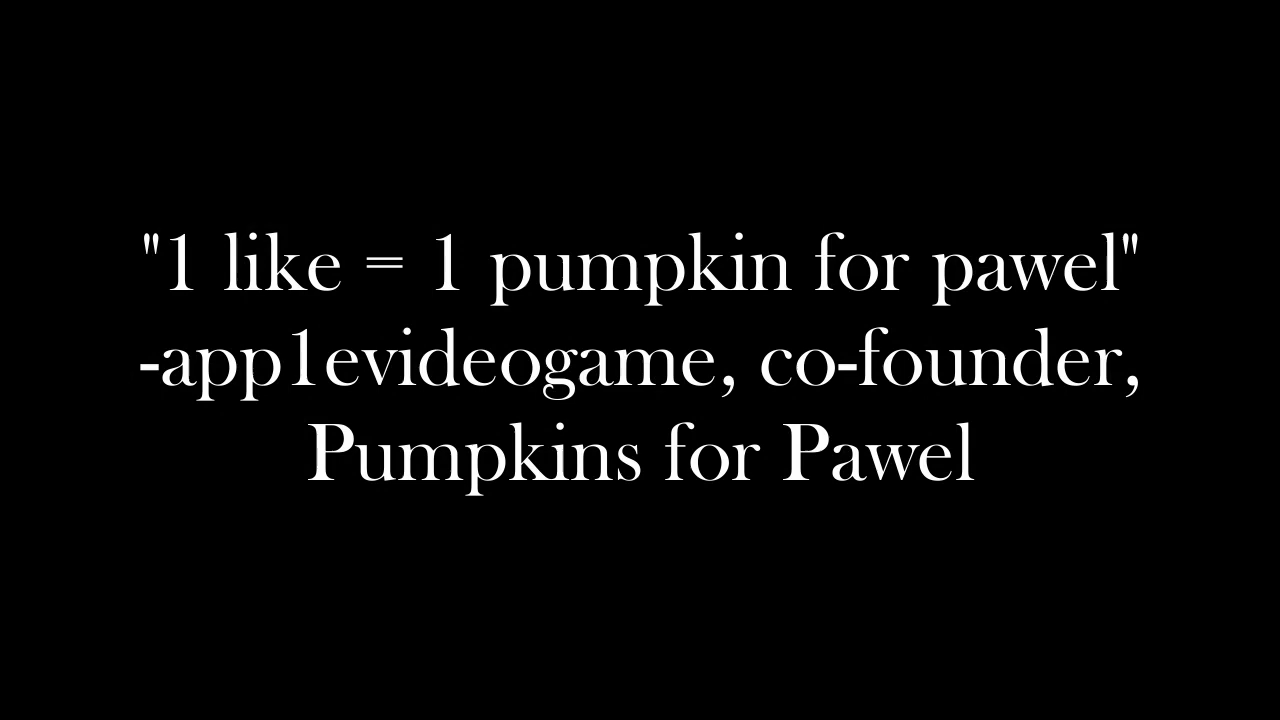 "1 like = 1 pumpkin for pawel"
-app1evideogame, co-founder,
Pumpkins for Pawel